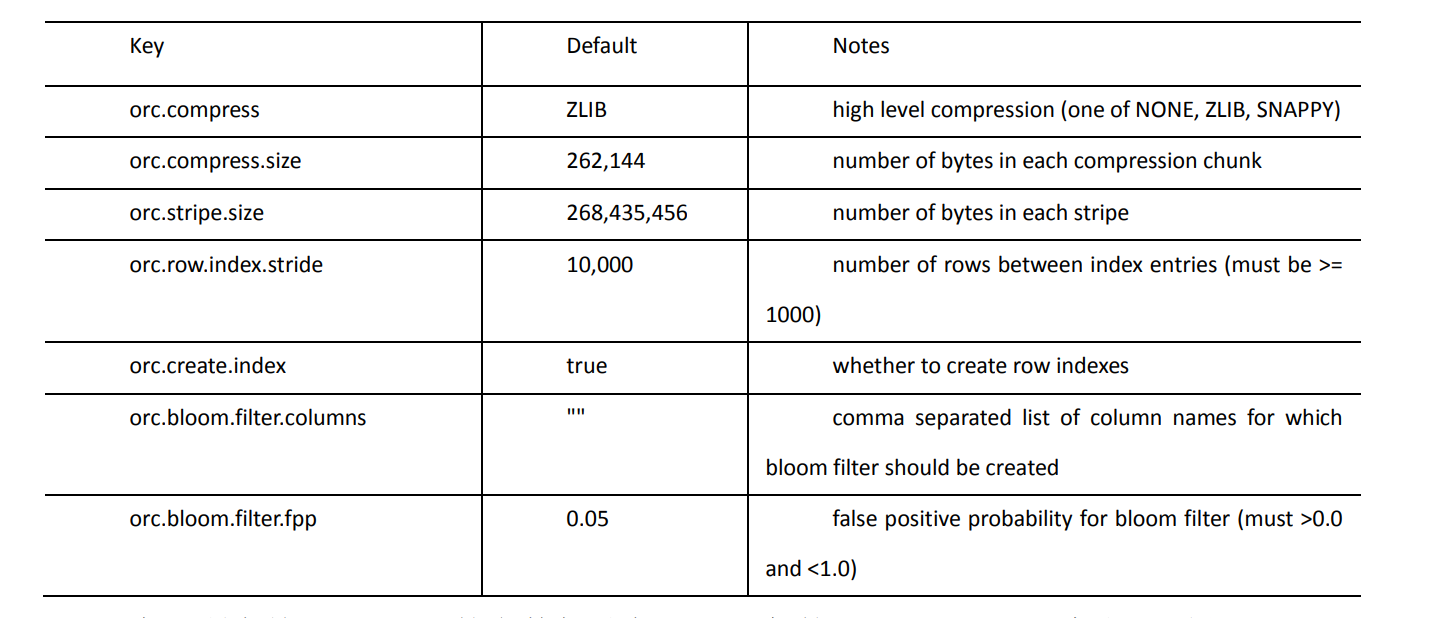 Key Default Notes
orc.compress ZLIB high level compression (one of NONE, ZLIB, SNAPPY)
orc.compress.size 262,144 number of bytes in each compression chunk
orc.stripe.size 268,435,456 number of bytes in each stripe
orc.row.index.stride 10,000 number of rows between index entries (must be >=
1000)
orc.create.index true whether to create row indexes
orc.bloom.filter.columns "" comma separated list of column names for which
bloom filter should be created
orc.bloom.filter.fpp 0.05 false positive probability for bloom filter (must >0.0
and <1.0)